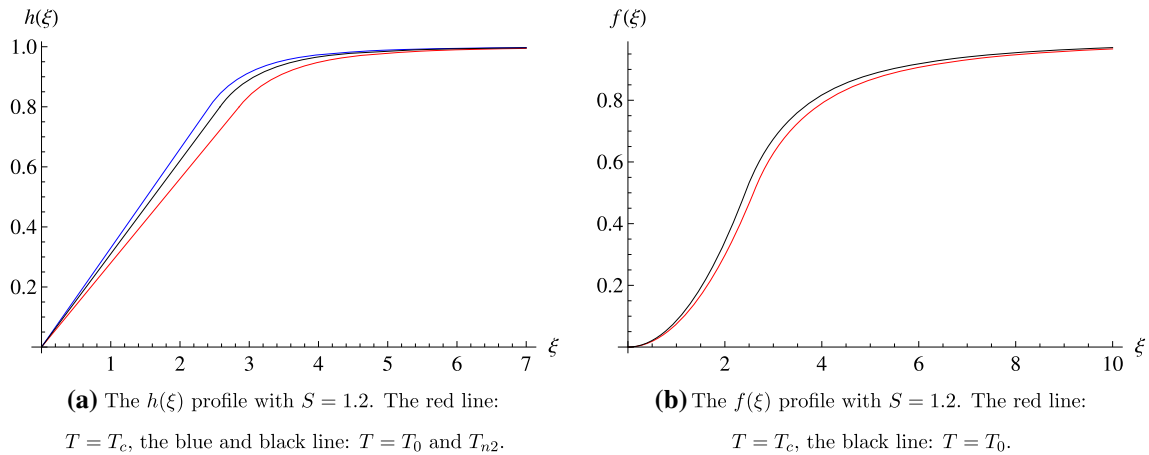 h(ξ)
1.0
0.8
0.6
0.4
0.2
1 2 3 4 5 6 7 ξ
(a) The h(ξ) profile with S = 1.2. The red line:
T = T_c, the blue and black line: T = T_0 and T_{n2}.
f(ξ)
0.8
0.6
0.4
0.2
2 4 6 8 10 ξ
(b) The f(ξ) profile with S = 1.2. The red line:
T = T_c, the black line: T = T_0.